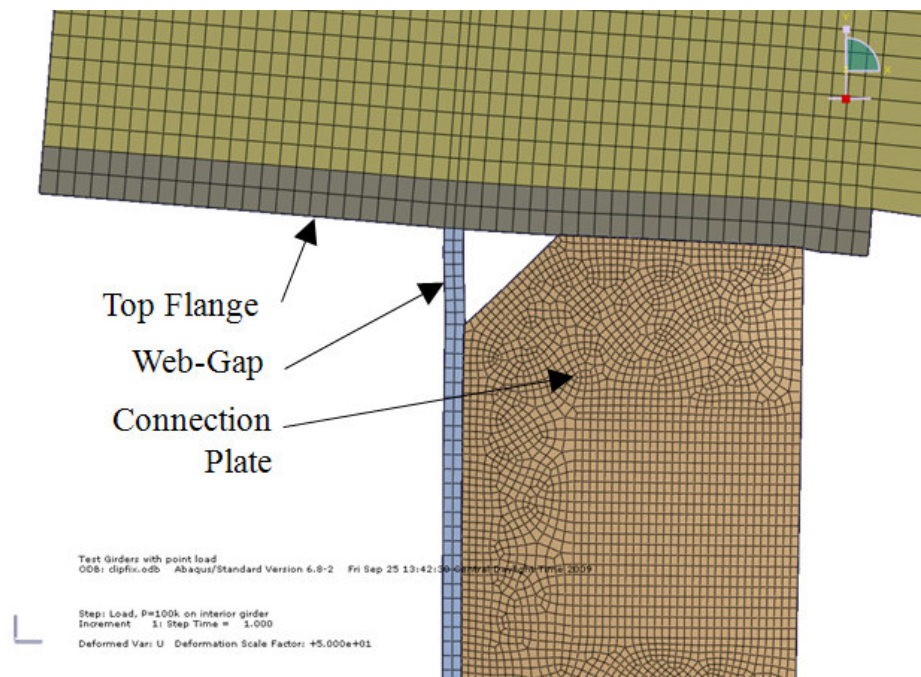 Y
X
Top Flange
Web-Gap
Connection
Plate
Test Girders with point load
ODB: clipfix.odb Abaqus/Standard Version 6.8-2 Fri Sep 25 13:42:30 Central Daylight Time 2009
Step: Load, P=100k on interior girder
Increment 1: Step Time = 1.000
Deformed Var: U Deformation Scale Factor: +5.000e+01